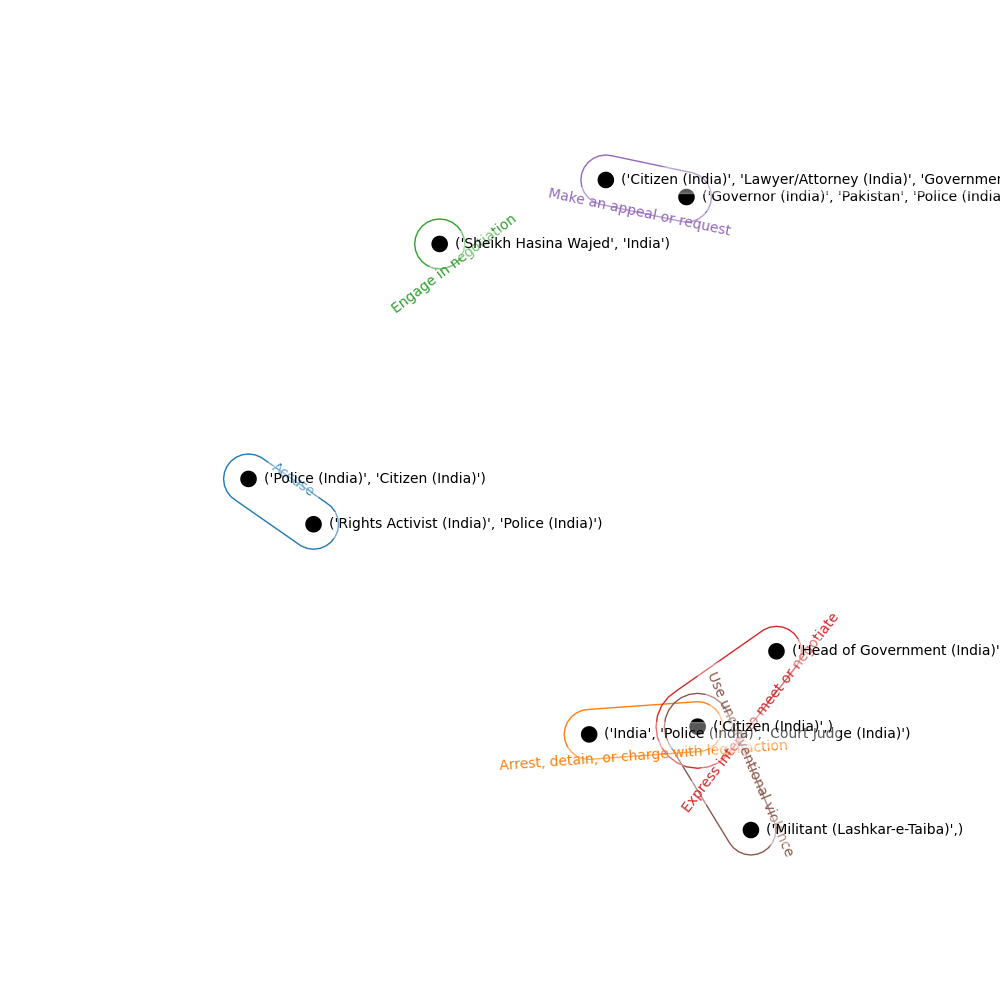 ('Citizen (India)', 'Lawyer/Attorney (India)', 'Governmen
('Governor (India)', 'Pakistan', 'Police (India
Make an appeal or request
('Sheikh Hasina Wajed', 'India')
Engage in negotiation
Accuse
('Police (India)', 'Citizen (India)')
('Rights Activist (India)', 'Police (India)')
('Head of Government (India)'
Express intent to meet or negotiate
Use unconventional violence
('Citizen (India)',)
('India', 'Police (India)', 'Court Judge (India)')
Arrest, detain, or charge with legal action
('Militant (Lashkar-e-Taiba)',)